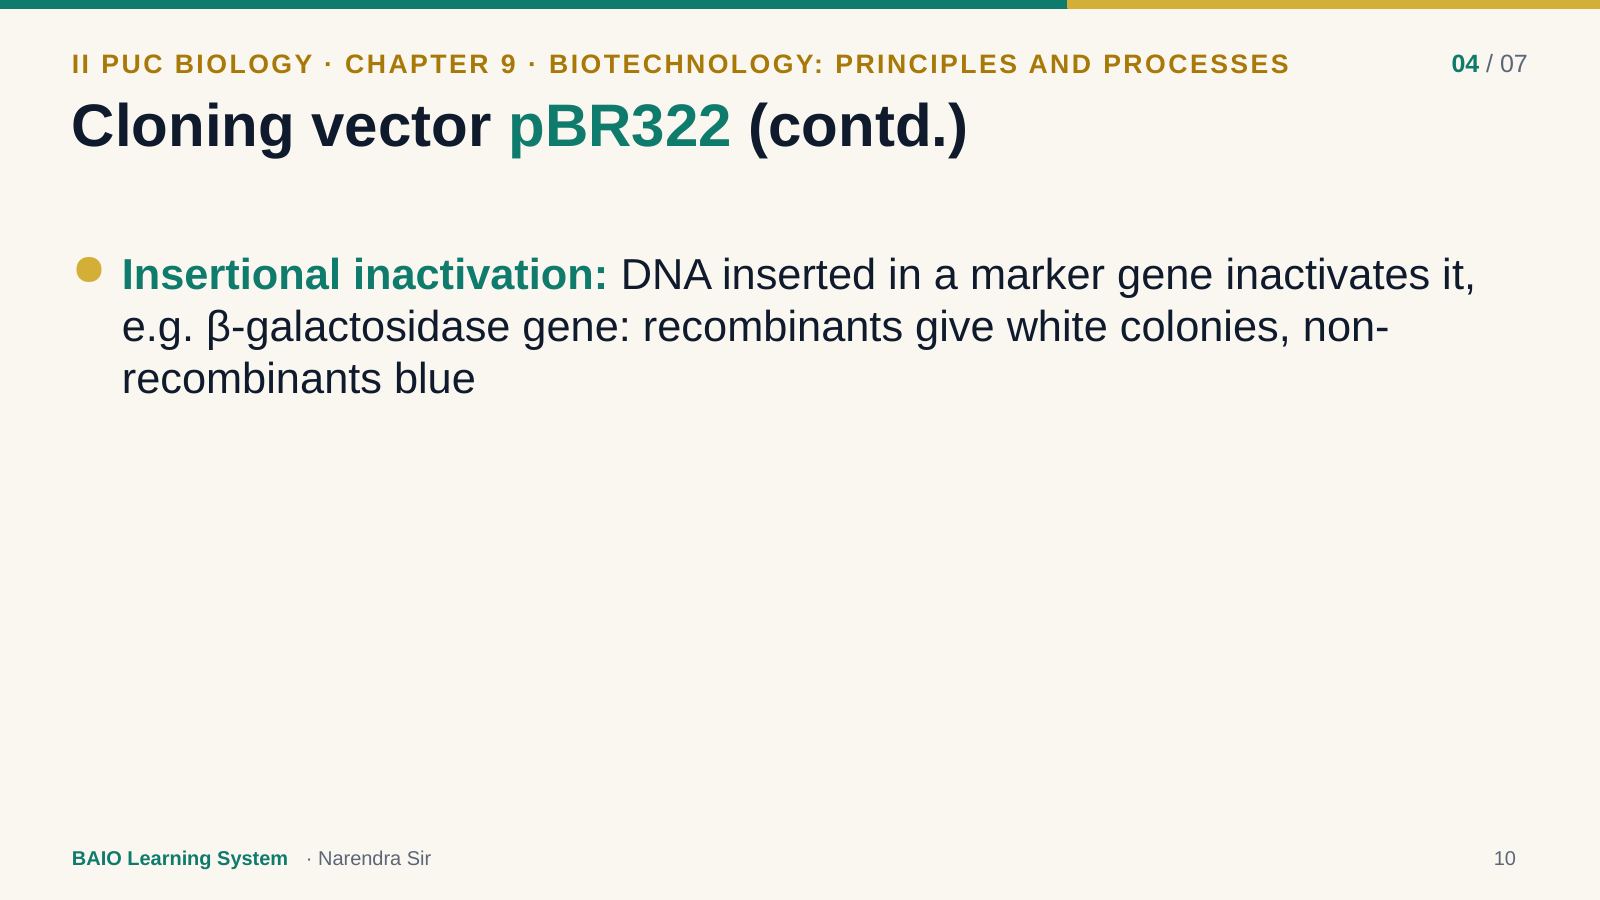 II PUC BIOLOGY · CHAPTER 9 · BIOTECHNOLOGY: PRINCIPLES AND PROCESSES
04 / 07
Cloning vector pBR322 (contd.)
Insertional inactivation: DNA inserted in a marker gene inactivates it,
e.g. β-galactosidase gene: recombinants give white colonies, non-
recombinants blue
BAIO Learning System · Narendra Sir
10